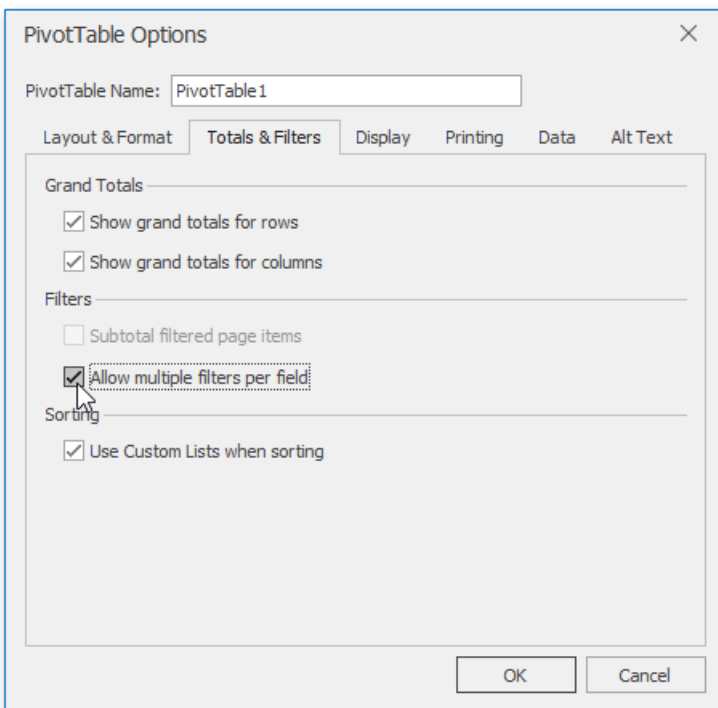 PivotTable Options
PivotTable Name: PivotTable1
Layout & Format Totals & Filters Display Printing Data Alt Text
Grand Totals
Show grand totals for rows
Show grand totals for columns
Filters
Subtotal filtered page items
Allow multiple filters per field
Sorting
Use Custom Lists when sorting
OK Cancel